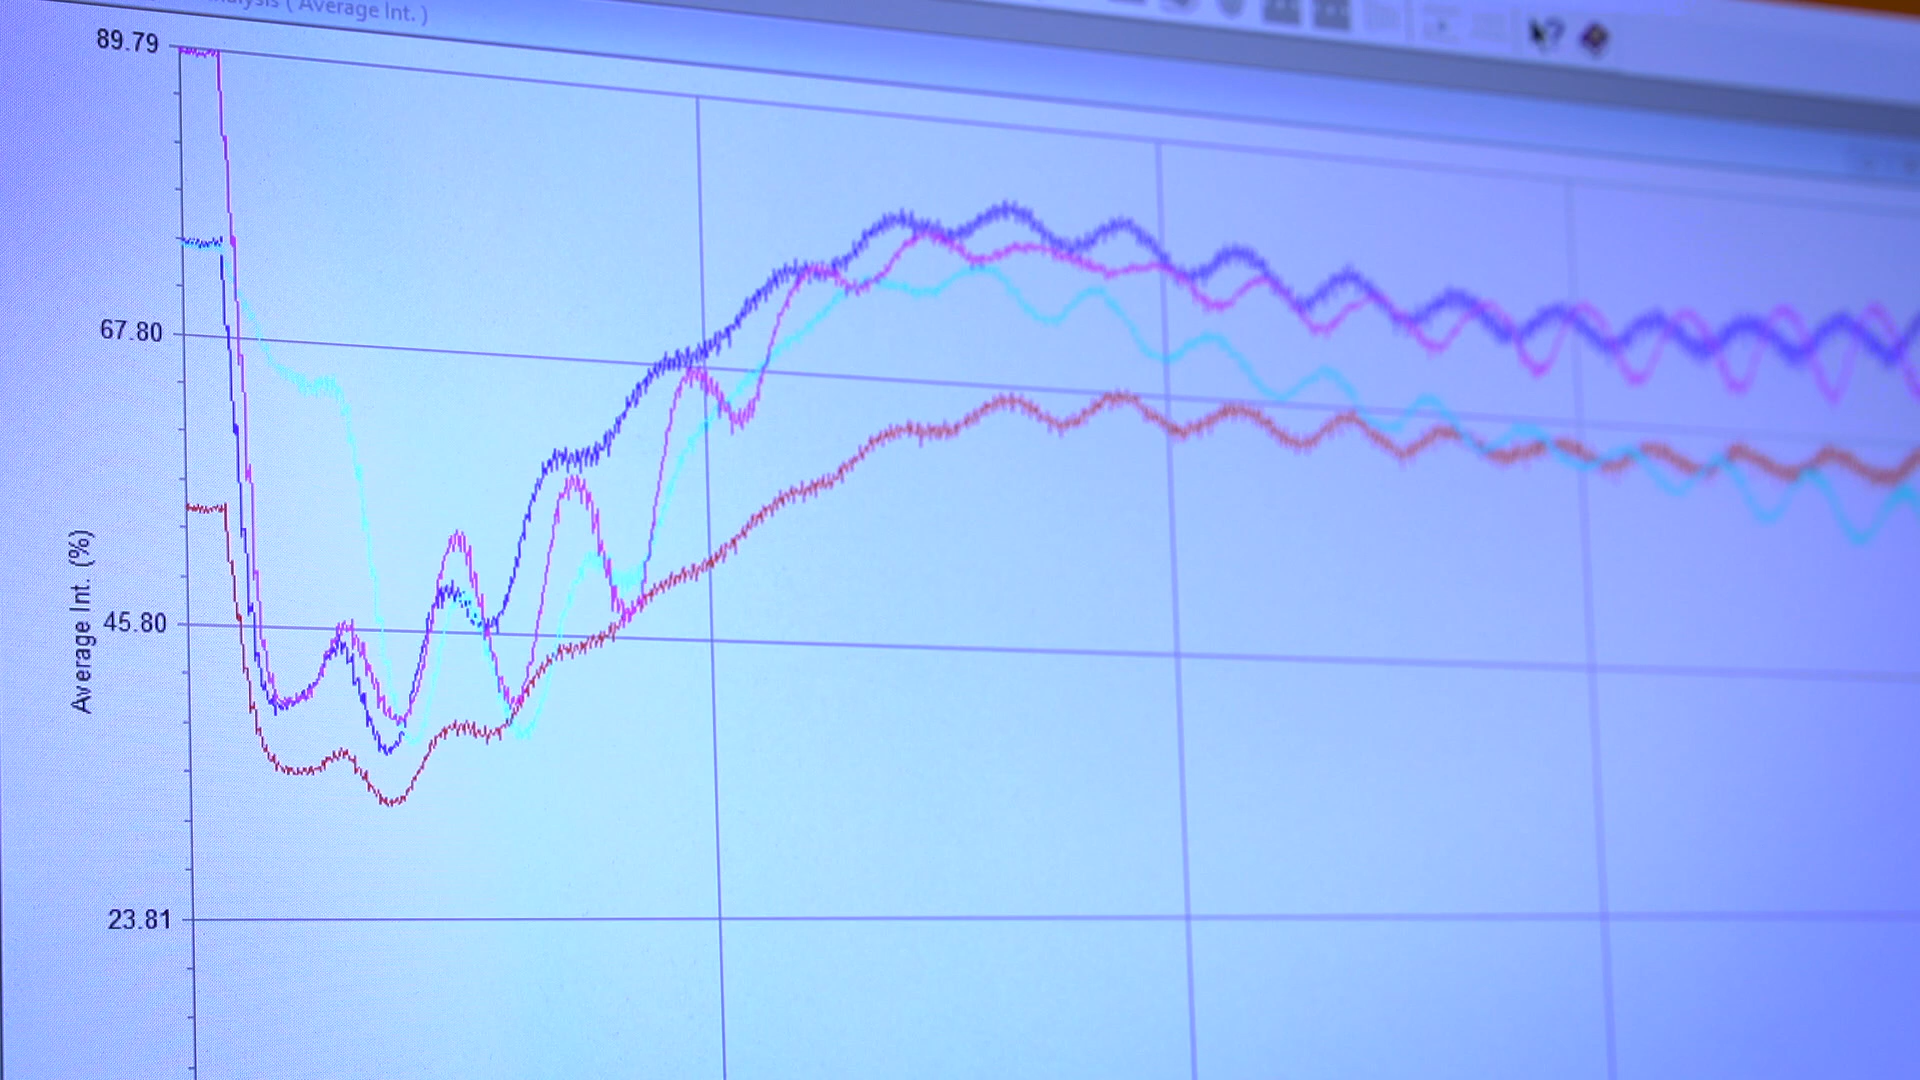 ( Average Int. )
89.79
67.80
Average Int. (%)
45.80
23.81